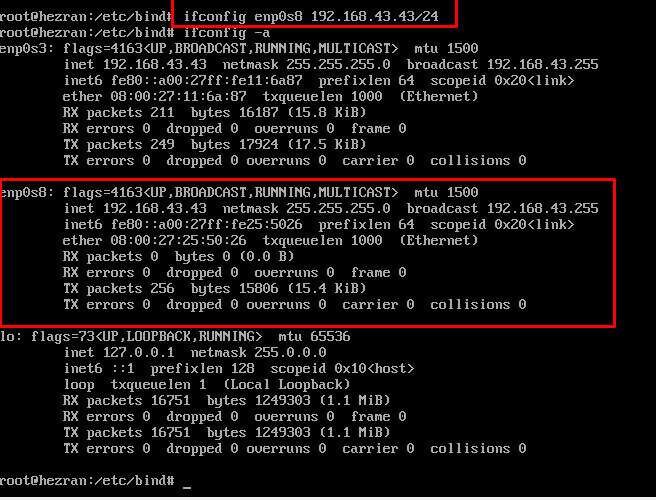 root@hezran:/etc/bind# ifconfig enp0s8 192.168.43.43/24
root@hezran:/etc/bind# ifconfig -a
enp0s3: flags=4163<UP,BROADCAST,RUNNING,MULTICAST>  mtu 1500
        inet 192.168.43.43  netmask 255.255.255.0  broadcast 192.168.43.255
        inet6 fe80::a00:27ff:fe11:6a87  prefixlen 64  scopeid 0x20<link>
        ether 08:00:27:11:6a:87  txqueuelen 1000  (Ethernet)
        RX packets 211  bytes 16187 (15.8 KiB)
        RX errors 0  dropped 0  overruns 0  frame 0
        TX packets 249  bytes 17924 (17.5 KiB)
        TX errors 0  dropped 0 overruns 0  carrier 0  collisions 0

enp0s8: flags=4163<UP,BROADCAST,RUNNING,MULTICAST>  mtu 1500
        inet 192.168.43.43  netmask 255.255.255.0  broadcast 192.168.43.255
        inet6 fe80::a00:27ff:fe25:5026  prefixlen 64  scopeid 0x20<link>
        ether 08:00:27:25:50:26  txqueuelen 1000  (Ethernet)
        RX packets 0  bytes 0 (0.0 B)
        RX errors 0  dropped 0  overruns 0  frame 0
        TX packets 256  bytes 15806 (15.4 KiB)
        TX errors 0  dropped 0 overruns 0  carrier 0  collisions 0

lo: flags=73<UP,LOOPBACK,RUNNING>  mtu 65536
        inet 127.0.0.1  netmask 255.0.0.0
        inet6 ::1  prefixlen 128  scopeid 0x10<host>
        loop  txqueuelen 1  (Local Loopback)
        RX packets 16751  bytes 1249303 (1.1 MiB)
        RX errors 0  dropped 0  overruns 0  frame 0
        TX packets 16751  bytes 1249303 (1.1 MiB)
        TX errors 0  dropped 0 overruns 0  carrier 0  collisions 0

root@hezran:/etc/bind# _